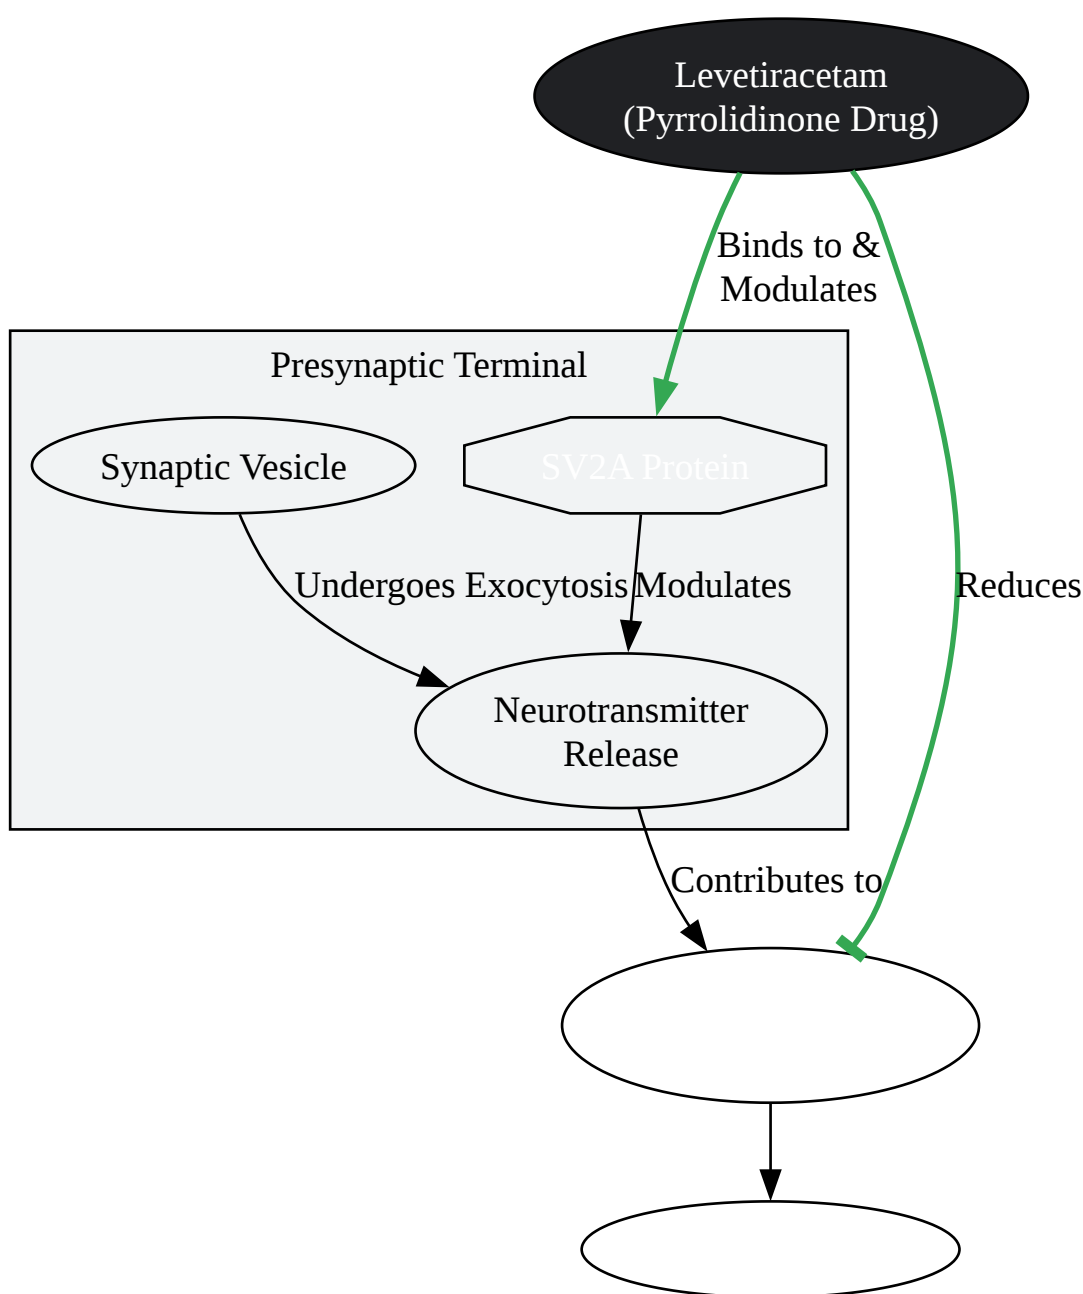 Levetiracetam
(Pyrrolidinone Drug)
Binds to &
Modulates
Presynaptic Terminal
Synaptic Vesicle
SV2A Protein
Undergoes Exocytosis
Modulates
Reduces
Neurotransmitter
Release
Contributes to